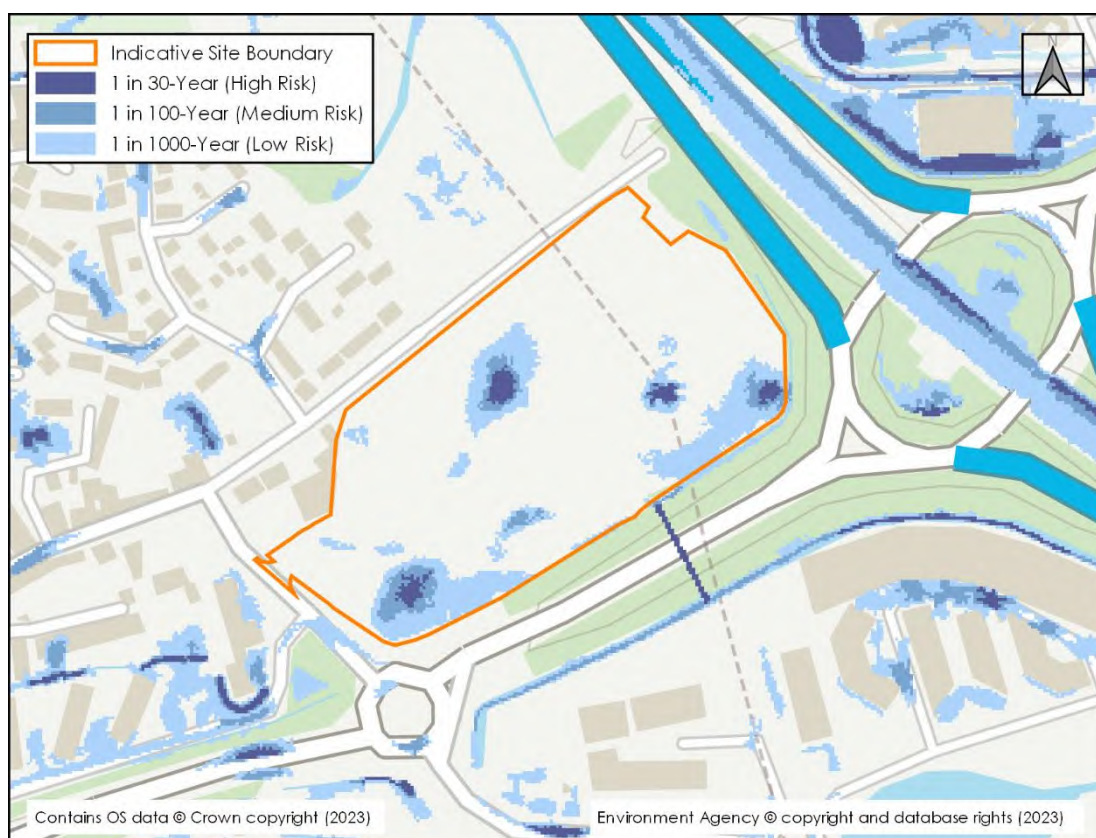 Indicative Site Boundary
1 in 30-Year (High Risk)
1 in 100-Year (Medium Risk)
1 in 1000-Year (Low Risk)
N
Contains OS data © Crown copyright (2023)
Environment Agency © copyright and database rights (2023)